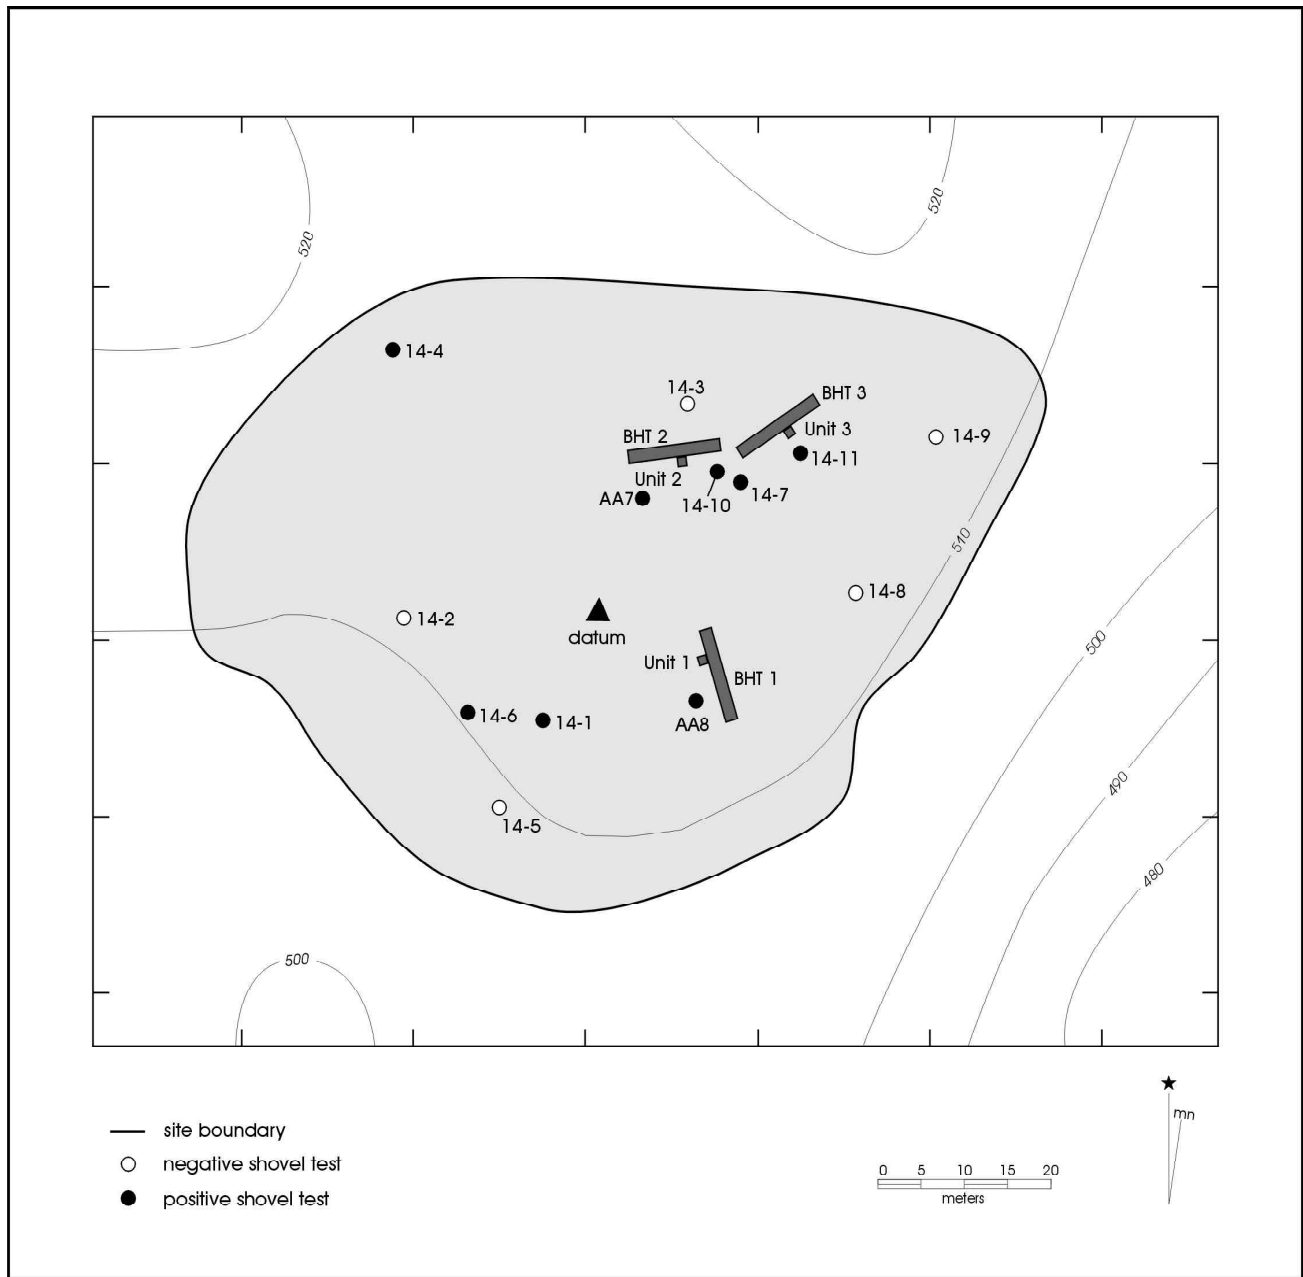 520
520
14-4
14-3
BHT 3
Unit 3
BHT 2
14-9
14-11
Unit 2
AA7
14-10
14-7
510
14-8
14-2
datum
500
Unit 1
BHT 1
14-6
14-1
AA8
490
14-5
480
500
mn
site boundary
negative shovel test
positive shovel test
0 5 10 15 20
meters